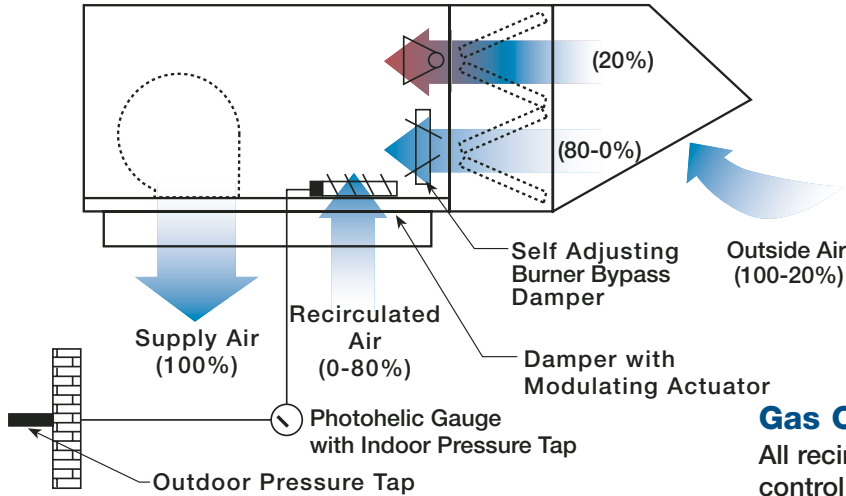 (20%)
(80-0%)
Self Adjusting
Burner Bypass
Damper
Outside Air
(100-20%)
Supply Air
(100%)
Recirculated
Air
(0-80%)
Damper with
Modulating Actuator
Photohelic Gauge
with Indoor Pressure Tap
Outdoor Pressure Tap
Gas
All
control